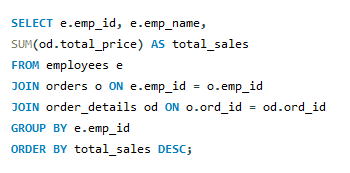 SELECT e.emp_id, e.emp_name,
SUM(od.total_price) AS total_sales
FROM employees e
JOIN orders o ON e.emp_id = o.emp_id
JOIN order_details od ON o.ord_id = od.ord_id
GROUP BY e.emp_id
ORDER BY total_sales DESC;